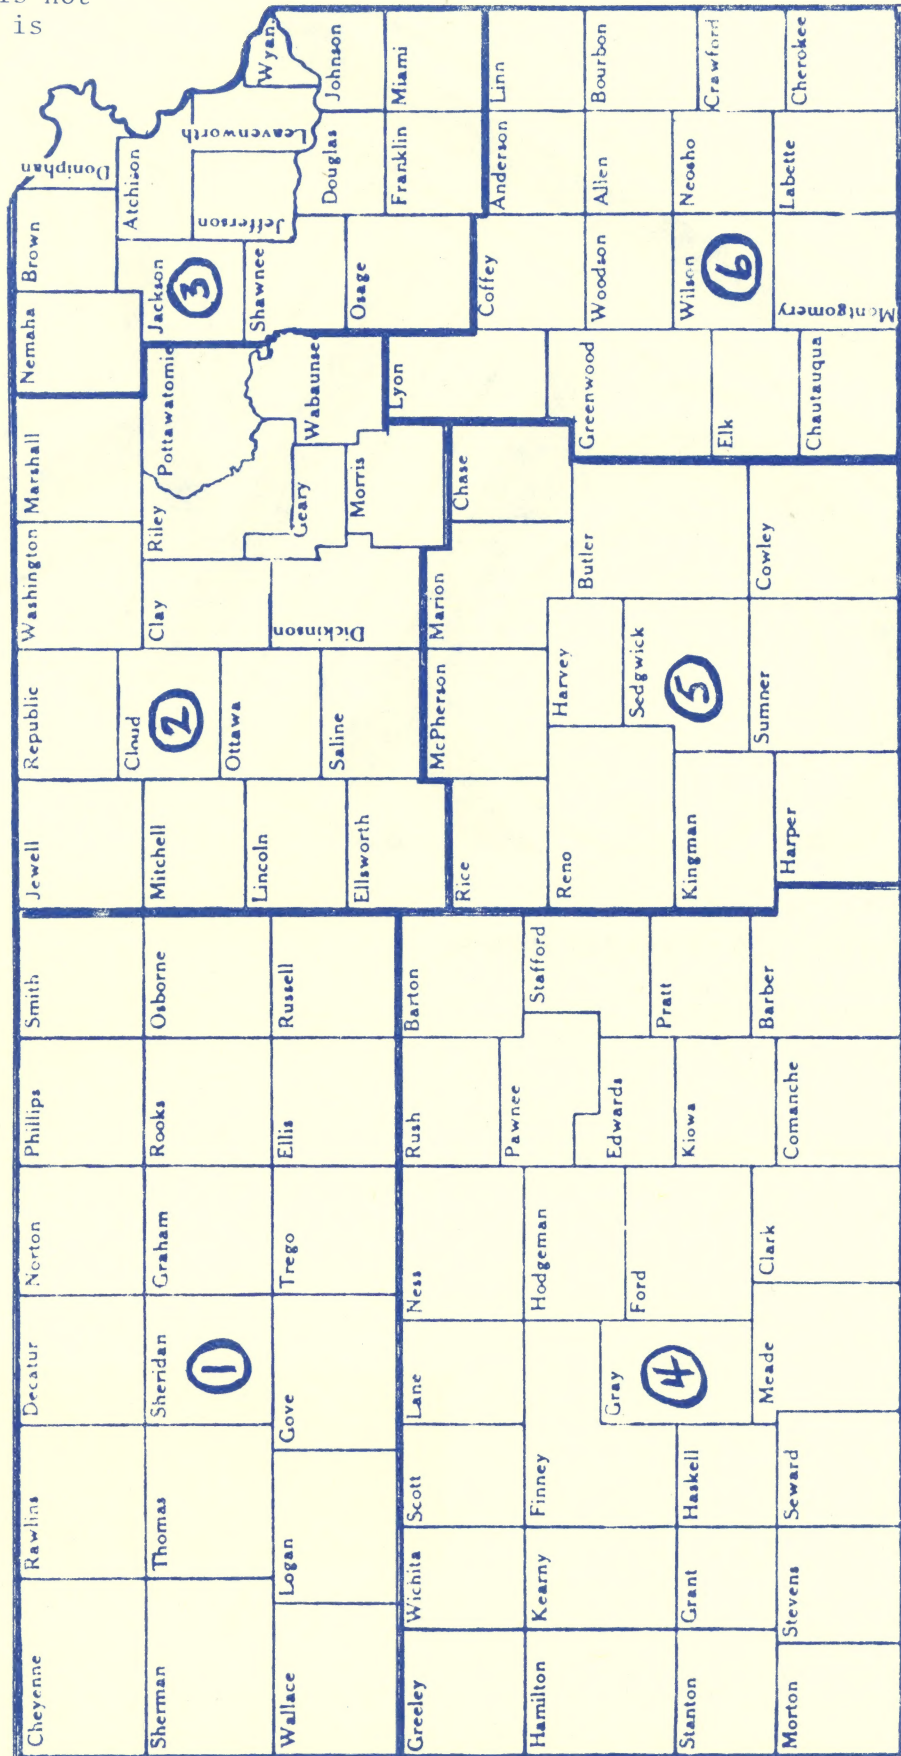 is not
is
Cheyenne
Rawlins
Decatur
Norton
Phillips
Smith
Jewell
Republic
Washington
Marshall
Nemaha
Brown
Doniphan
Sherman
Thomas
Sheridan
Graham
Rooks
Osborne
Mitchell
Cloud
Clay
Riley
Pottawatomie
Jackson
Atchison
Jefferson
Leavenworth
Wyan.
1
2
3
Wallace
Logan
Gove
Trego
Ellis
Russell
Lincoln
Ottawa
Ellsworth
Saline
Dickinson
Geary
Morris
Wabaunsee
Shawnee
Osage
Douglas
Johnson
Franklin
Miami
Greeley
Wichita
Scott
Lane
Ness
Rush
Barton
Rice
McPherson
Marion
Chase
Lyon
Coffey
Anderson
Linn
Hamilton
Kearny
Finney
Hodgeman
Pawnee
Stafford
Reno
Harvey
Butler
Greenwood
Woodson
Allen
Bourbon
Gray
Ford
Edwards
Sedgwick
4
5
6
Stanton
Grant
Haskell
Kiowa
Pratt
Kingman
Elk
Wilson
Neosho
Crawford
Morton
Stevens
Seward
Meade
Clark
Comanche
Barber
Harper
Sumner
Cowley
Chautauqua
Montgomery
Labette
Cherokee